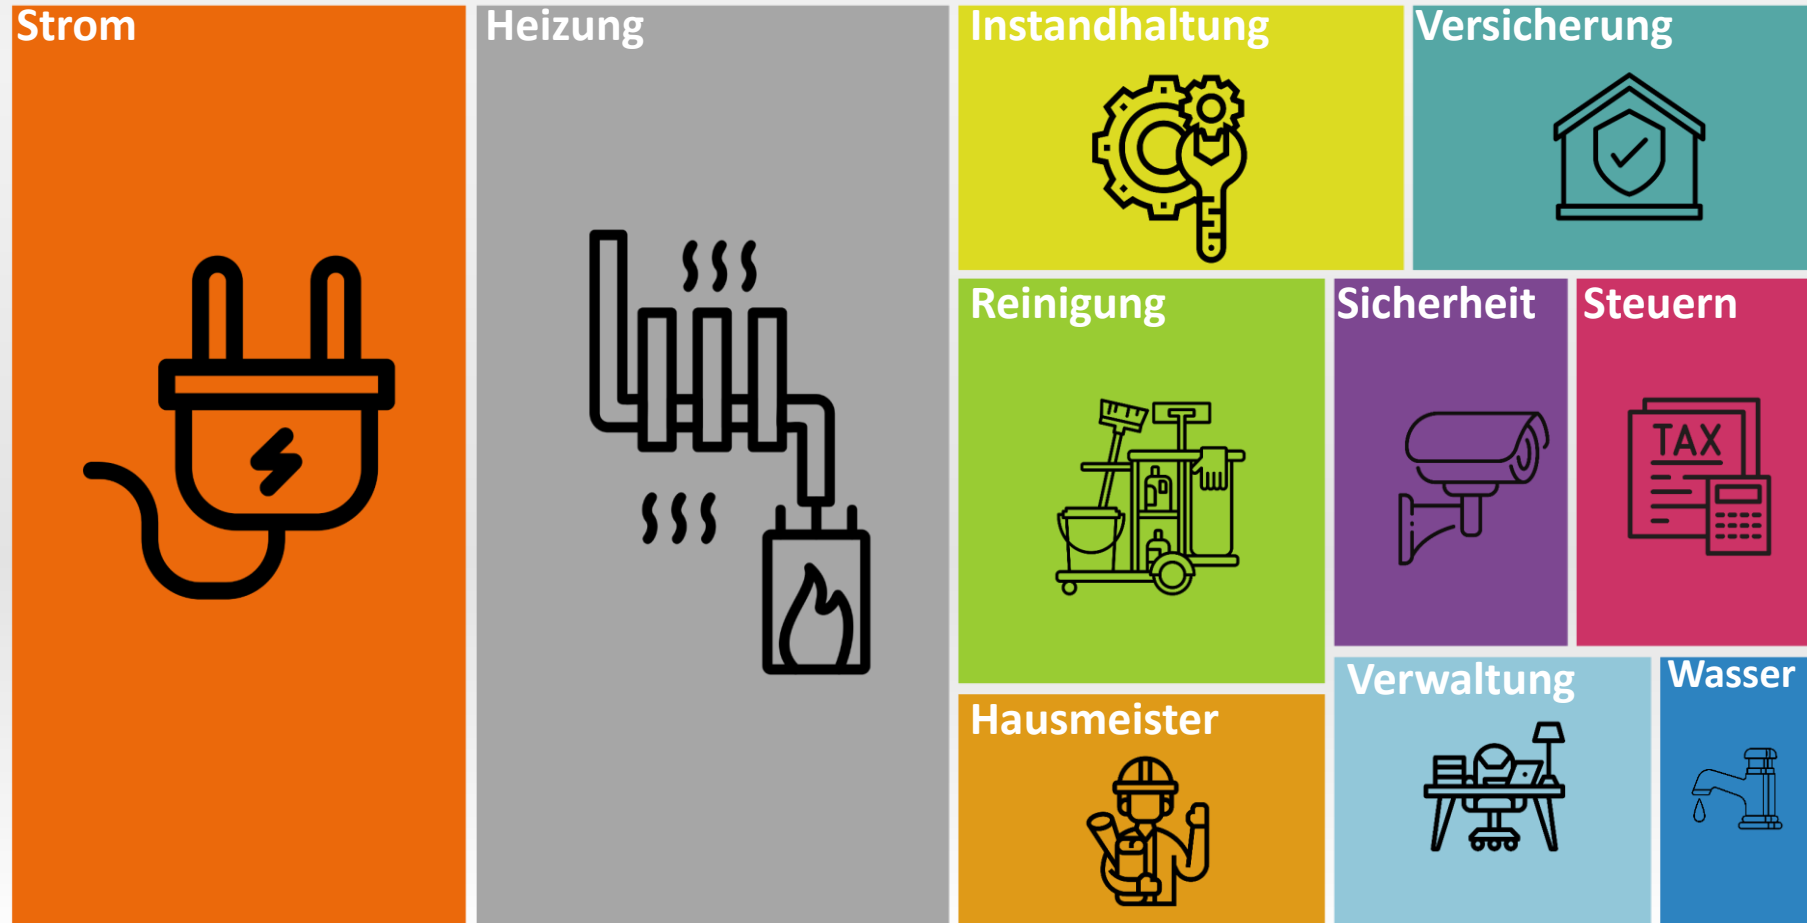 Strom
Heizung
Instandhaltung
Versicherung
Reinigung
Sicherheit
Steuern
TAX
Hausmeister
Verwaltung
Wasser